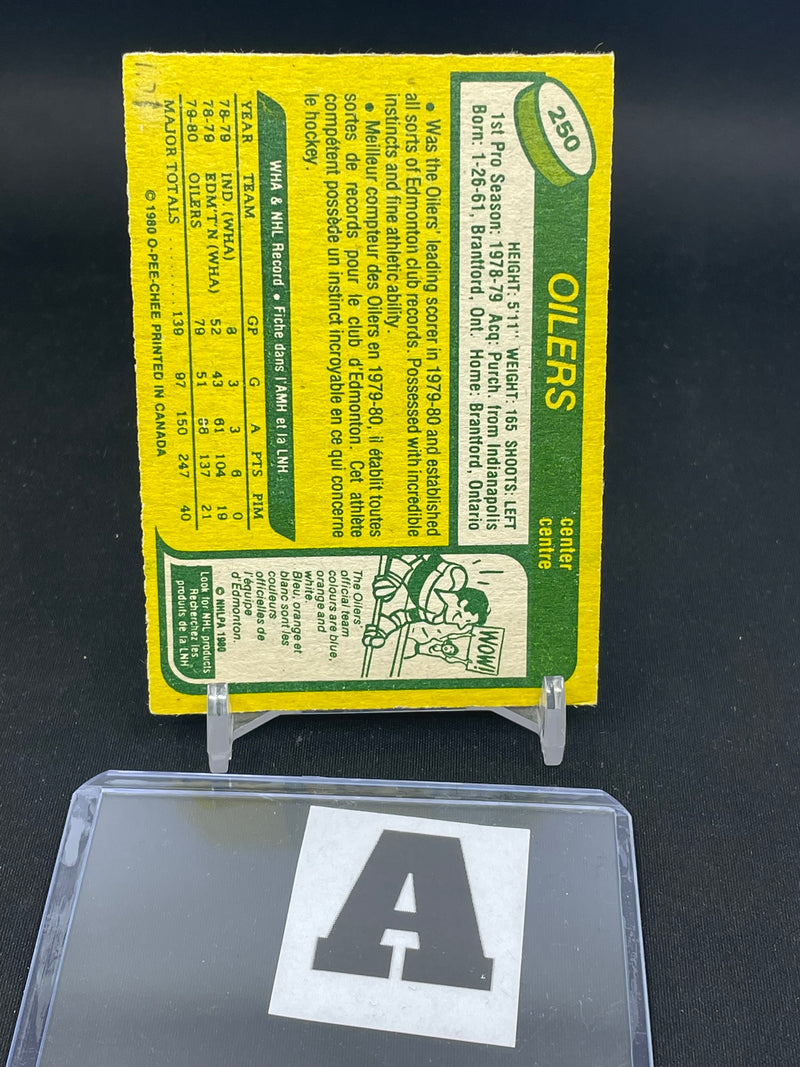 250
OILERS
center
centre
HEIGHT: 5'11" WEIGHT: 165 SHOOTS: LEFT
1st Pro Season: 1978-79 Acq: Purch. from Indianapolis
Born: 1-26-61, Brantford, Ont. Home: Brantford, Ontario
• Was the Oilers' leading scorer in 1979-80 and established
all sorts of Edmonton club records. Possessed with incredible
instincts and fine athletic ability.
• Meilleur compteur des Oilers en 1979-80, il établit toutes
sortes de records pour le club d'Edmonton. Cet athlète
compétent possède un instinct incroyable en ce qui concerne
le hockey.
WHA & NHL Record • Fiche dans l'AMH et la LNH
YEAR TEAM GP G A PTS PIM
78-79 IND. (WHA) 8 3 3 6 0
78-79 EDM'T'N (WHA) 52 43 61 104 19
79-80 OILERS 79 51 86 137 21
MAJOR TOTALS ......... 139 97 150 247 40
© 1980 O-PEE-CHEE PRINTED IN CANADA
WOW!
The Oilers'
official team
colours are blue,
orange and
white.
Bleu, orange et
blanc sont les
couleurs
officielles de
l'équipe
d'Edmonton.
© NHLPA 1980
Look for NHL products
Recherchez les
produits de la LNH
A